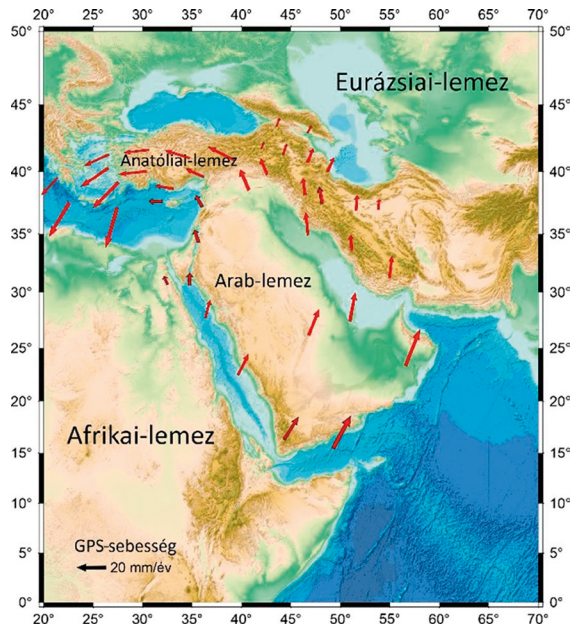 20° 25° 30° 35° 40° 45° 50° 55° 60° 65° 70°
50° 50°
Eurázsiai-lemez
45° 45°
Anatóliai-lemez
40° 40°
35° 35°
Arab-lemez
30° 30°
25° 25°
20° 20°
Afrikai-lemez
15° 15°
10° 10°
GPS-sebesség
5° 5°
20 mm/év
0° 0°
20° 25° 30° 35° 40° 45° 50° 55° 60° 65° 70°